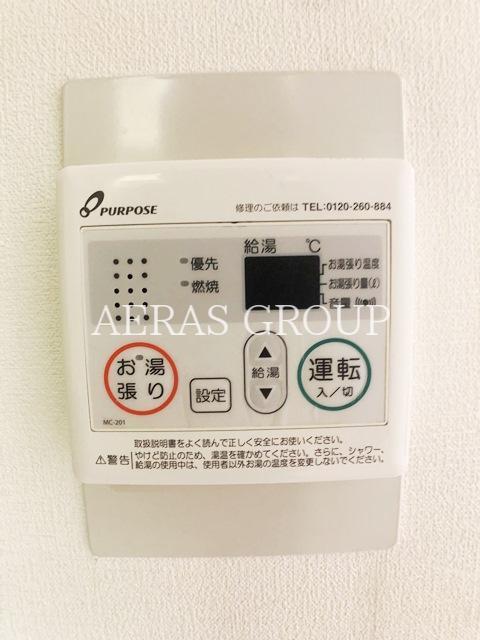 PURPOSE
修理のご依頼は TEL:0120-260-884
給湯 ℃
優先
燃焼
お湯張り温度
お湯張り量(ℓ)
音量
AERAS GROUP
お湯張り
設定
給湯
運転
入/切
MC-201
取扱説明書をよく読んで正しく安全にお使いください。
⚠警告 やけど防止のため、湯温を確かめてください。さらに、シャワー、
給湯の使用中は、使用者以外お湯の温度を変更しないでください。